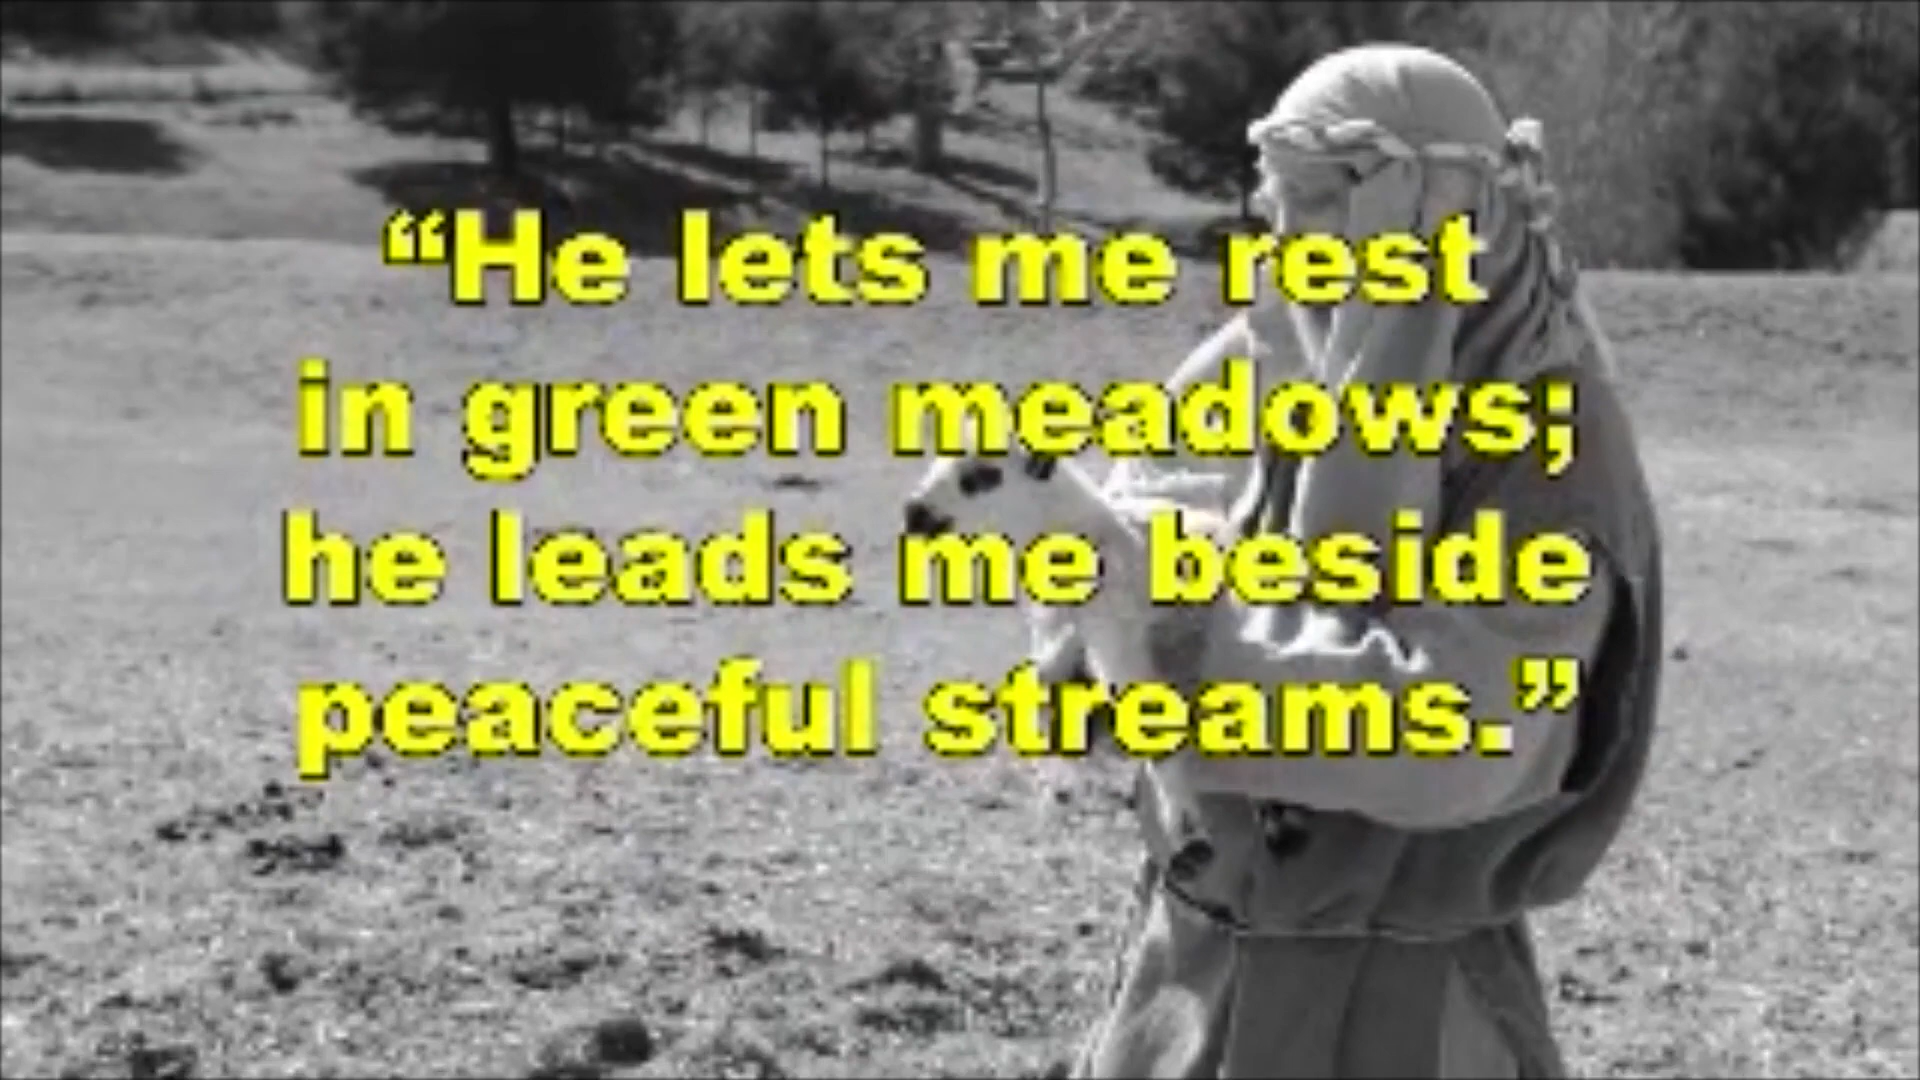 “He lets me rest
in green meadows;
he leads me beside
peaceful streams.”